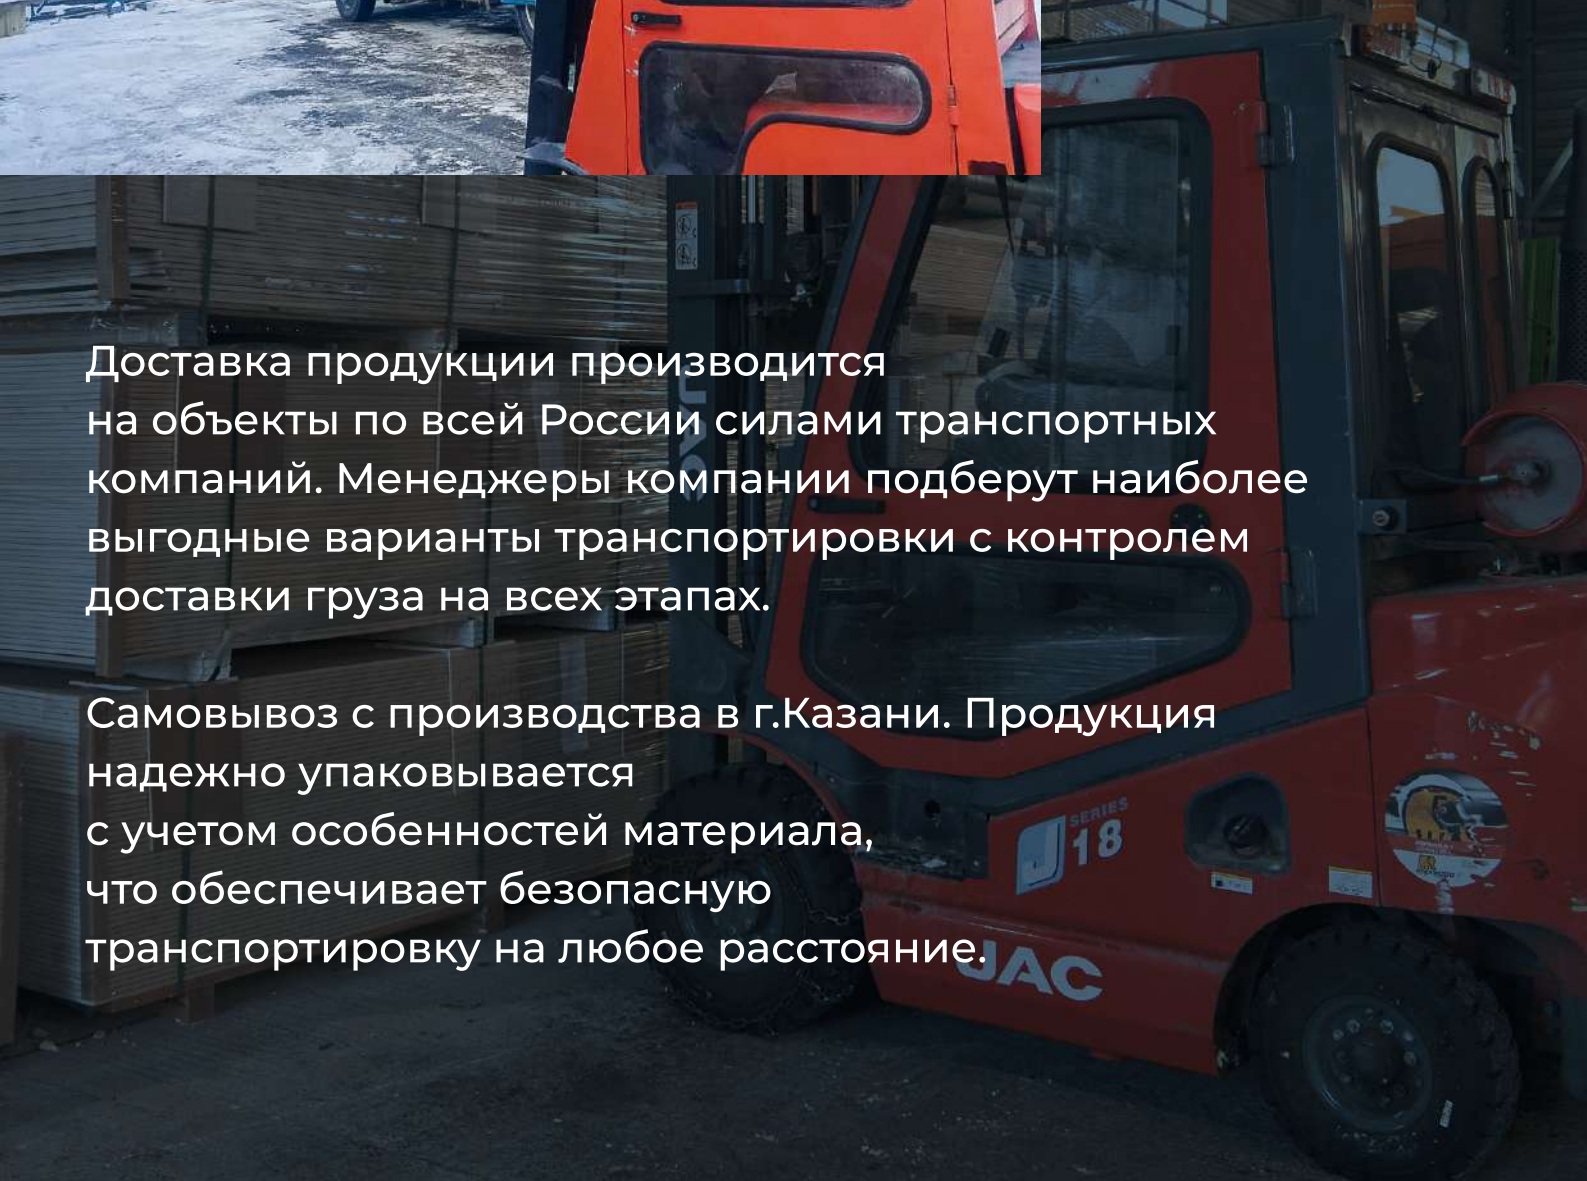 Доставка продукции производится
на объекты по всей России силами транспортных
компаний. Менеджеры компании подберут наиболее
выгодные варианты транспортировки с контролем
доставки груза на всех этапах.
Самовывоз с производства в г.Казани. Продукция
надежно упаковывается
с учетом особенностей материала,
что обеспечивает безопасную
транспортировку на любое расстояние.
JAC
SERIES
18
JAC